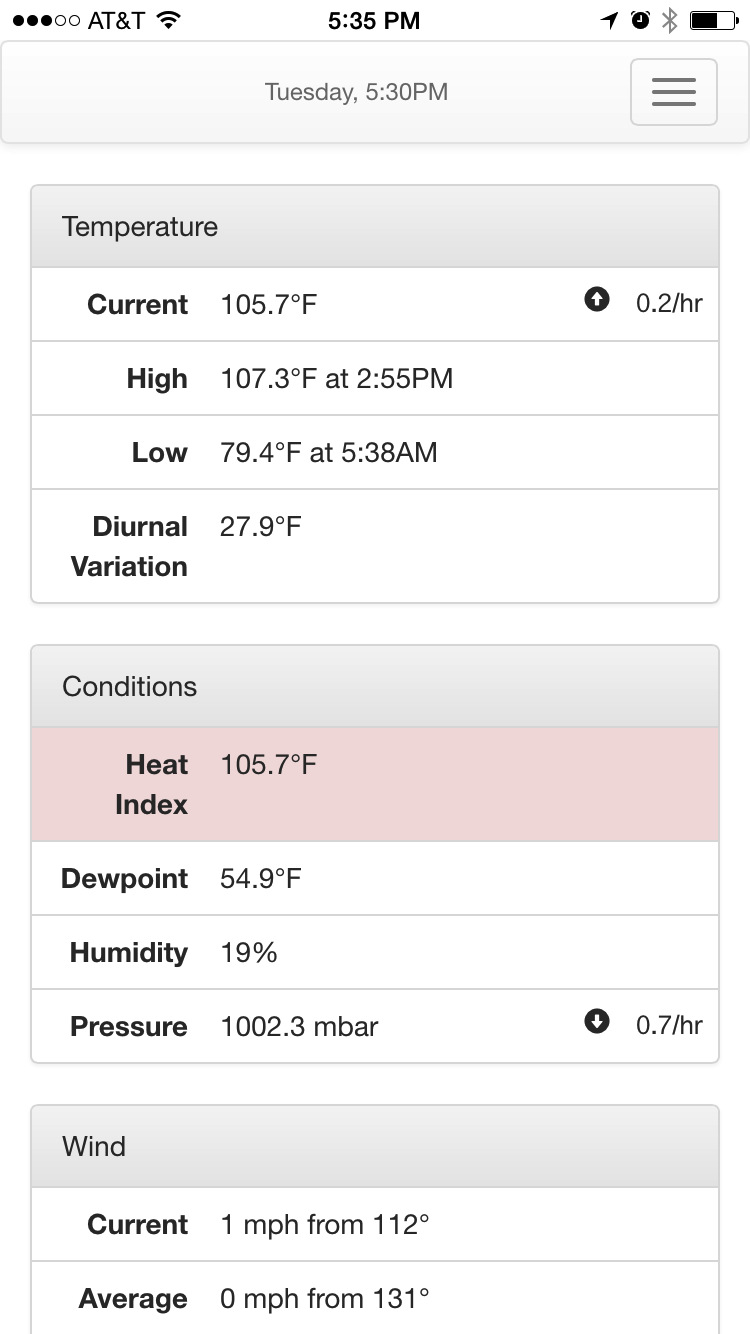 AT&T 5:35 PM
Tuesday, 5:30PM
Temperature
Current 105.7°F 0.2/hr
High 107.3°F at 2:55PM
Low 79.4°F at 5:38AM
Diurnal 27.9°F
Variation
Conditions
Heat 105.7°F
Index
Dewpoint 54.9°F
Humidity 19%
Pressure 1002.3 mbar 0.7/hr
Wind
Current 1 mph from 112°
Average 0 mph from 131°